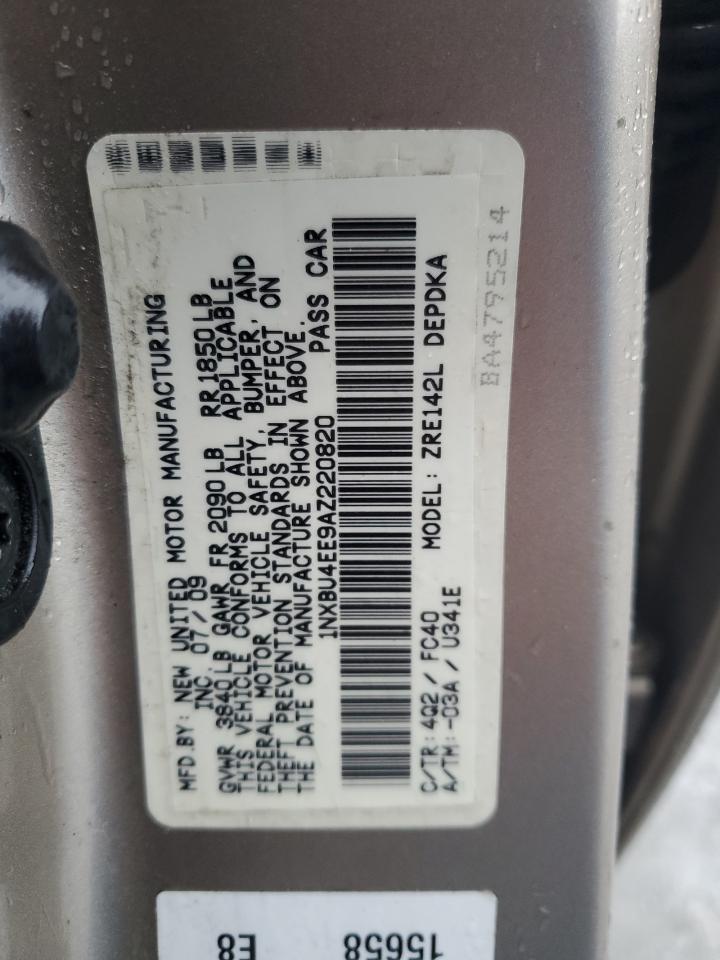 MFD.BY: NEW UNITED MOTOR MANUFACTURING
INC. 07/09
GVWR 3840LB GAWR FR 2090LB RR 1850LB
THIS VEHICLE CONFORMS TO ALL APPLICABLE
FEDERAL MOTOR VEHICLE SAFETY, BUMPER, AND
THEFT PREVENTION STANDARDS IN EFFECT ON
THE DATE OF MANUFACTURE SHOWN ABOVE.
1NXBU4EE9AZ220820 PASS CAR
C/TR: 4Q2 / FC40 MODEL: ZRE142L DEPDKA
A/TM: -03A / U341E
BA4795214
15658
E8